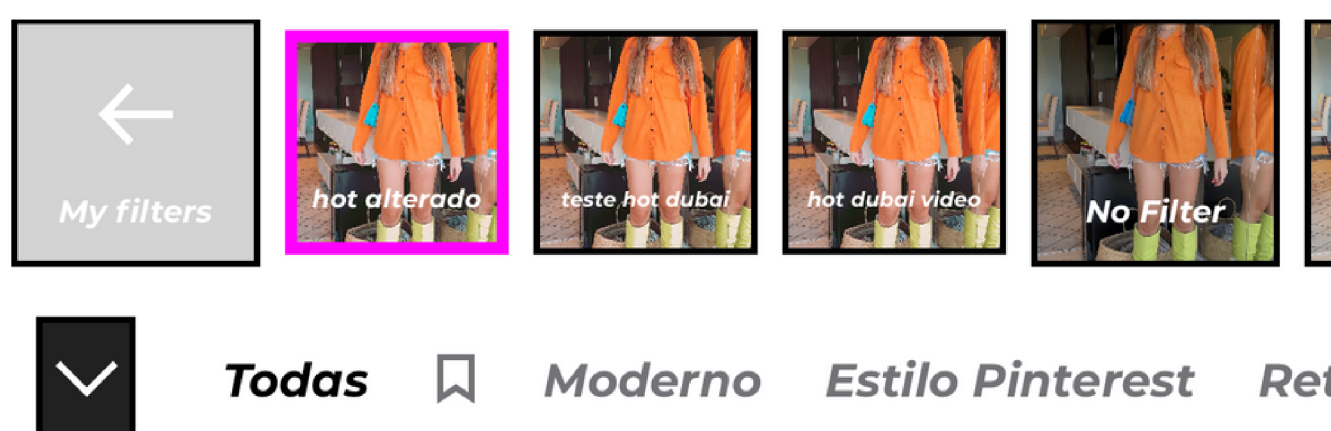 My filters
hot alterado
teste hot dubai
hot dubai video
No Filter
Todas
Moderno
Estilo Pinterest